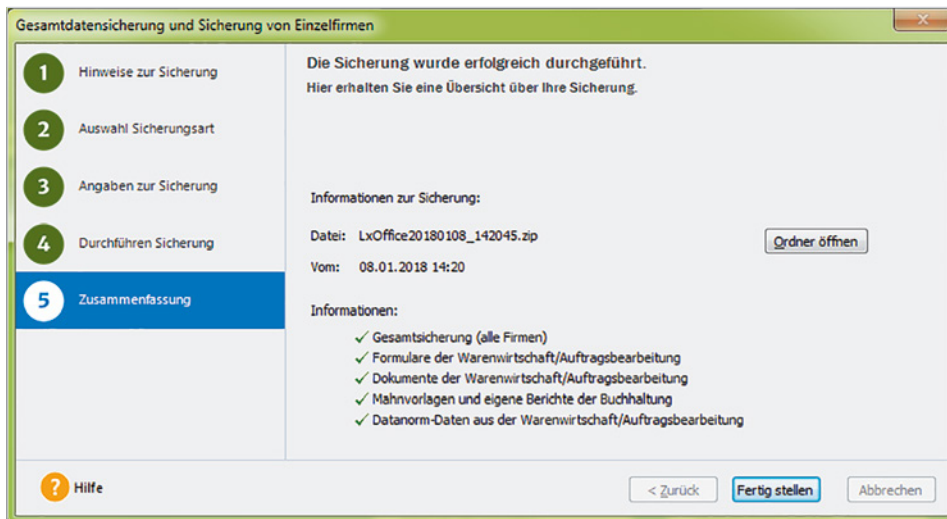 Gesamtdatensicherung und Sicherung von Einzelfirmen
1 Hinweise zur Sicherung
2 Auswahl Sicherungsart
3 Angaben zur Sicherung
4 Durchführen Sicherung
5 Zusammenfassung
Die Sicherung wurde erfolgreich durchgeführt.
Hier erhalten Sie eine Übersicht über Ihre Sicherung.
Informationen zur Sicherung:
Datei: LxOffice20180108_142045.zip
Ordner öffnen
Vom: 08.01.2018 14:20
Informationen:
✓ Gesamtsicherung (alle Firmen)
✓ Formulare der Warenwirtschaft/Auftragsbearbeitung
✓ Dokumente der Warenwirtschaft/Auftragsbearbeitung
✓ Mahnvorlagen und eigene Berichte der Buchhaltung
✓ Datanorm-Daten aus der Warenwirtschaft/Auftragsbearbeitung
? Hilfe
< Zurück
Fertig stellen
Abbrechen